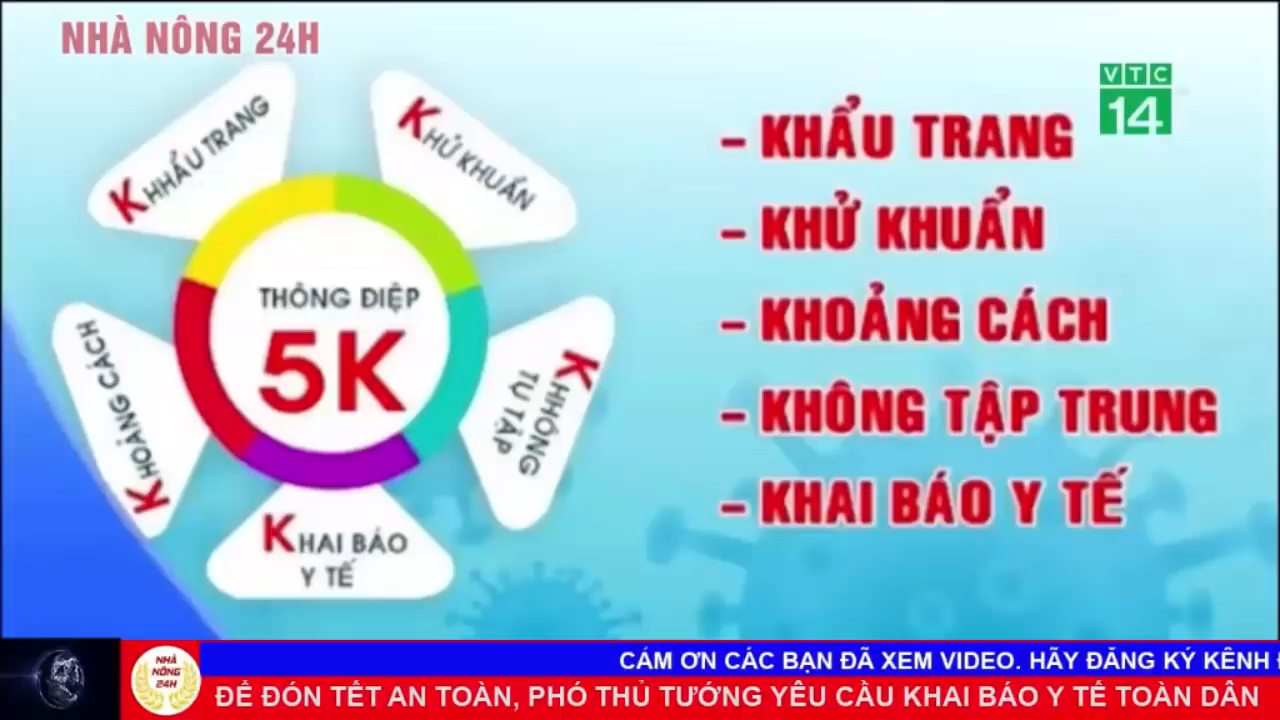 NHÀ NÔNG 24H
VTC
14
KHHẨU TRANG
KHỬ KHUẨN
KHOẢNG CÁCH
THÔNG ĐIỆP
5K
KHHÔNG
TỤ TẬP
KHAI BÁO
Y TẾ
- KHẨU TRANG
- KHỬ KHUẨN
- KHOẢNG CÁCH
- KHÔNG TẬP TRUNG
- KHAI BÁO Y TẾ
NHÀ
NÔNG
24H
CÁM ƠN CÁC BẠN ĐÃ XEM VIDEO. HÃY ĐĂNG KÝ KÊNH
ĐỂ ĐÓN TẾT AN TOÀN, PHÓ THỦ TƯỚNG YÊU CẦU KHAI BÁO Y TẾ TOÀN DÂN